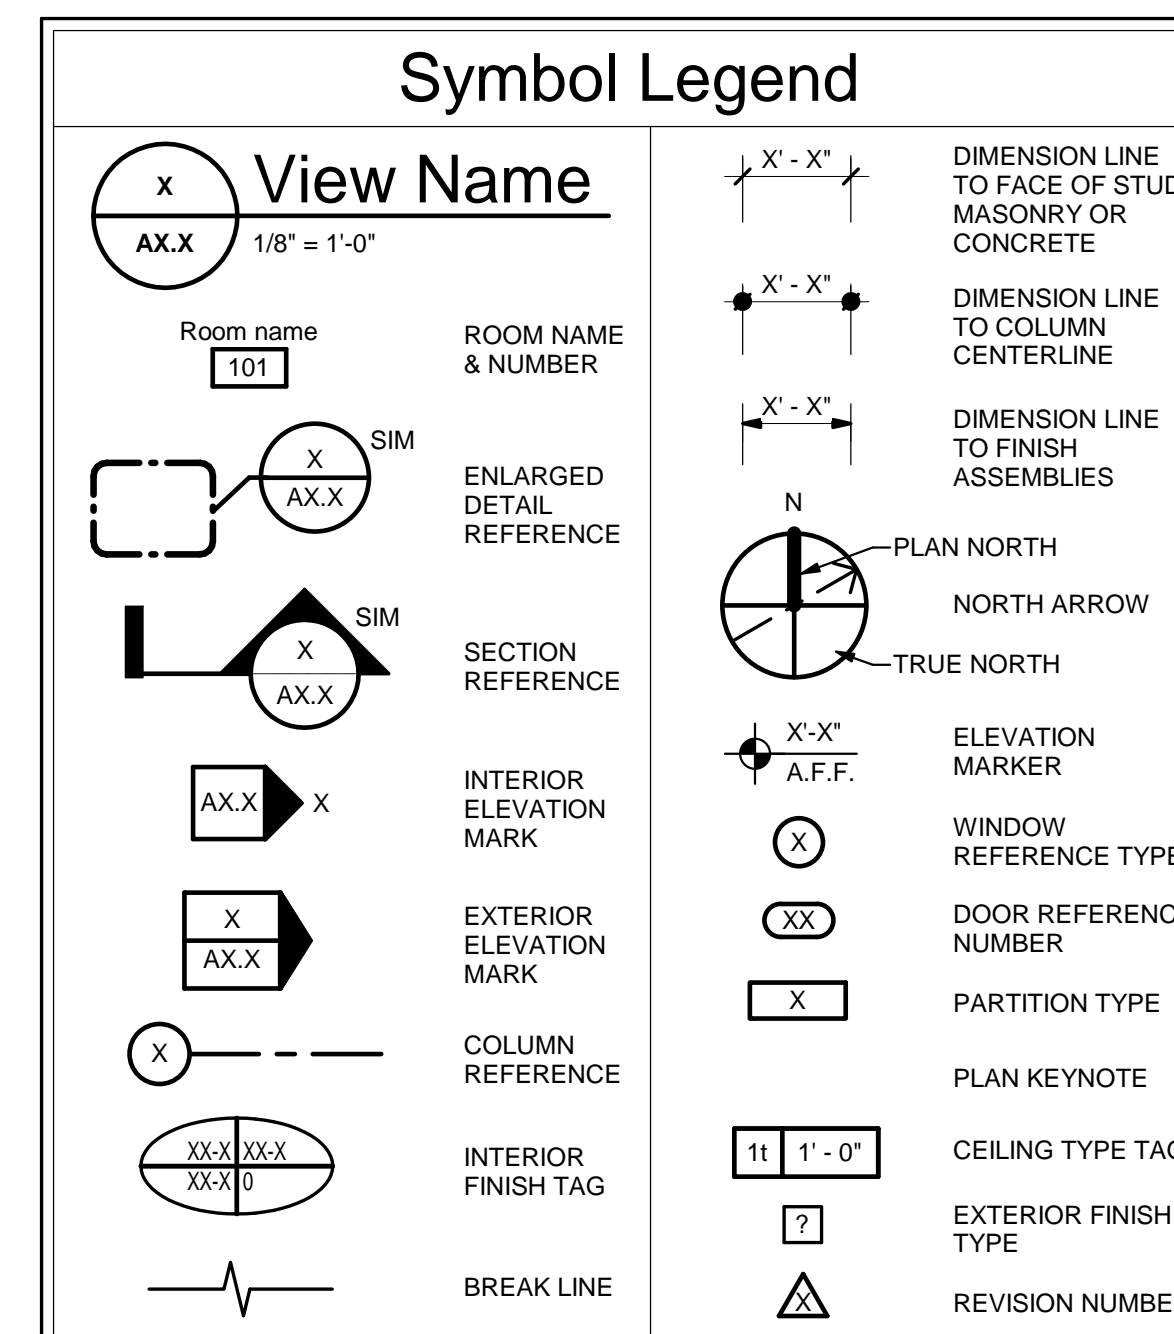 Symbol Legend
X
View Name
AX.X
1/8" = 1'-0"
Room name
101
ROOM NAME
& NUMBER
X
AX.X
SIM
ENLARGED
DETAIL
REFERENCE
X
AX.X
SIM
SECTION
REFERENCE
AX.X
X
INTERIOR
ELEVATION
MARK
X
AX.X
EXTERIOR
ELEVATION
MARK
X
COLUMN
REFERENCE
XX-X XX-X
XX-X 0
INTERIOR
FINISH TAG
BREAK LINE
X' - X"
DIMENSION LINE
TO FACE OF STUD
MASONRY OR
CONCRETE
X' - X"
DIMENSION LINE
TO COLUMN
CENTERLINE
X' - X"
DIMENSION LINE
TO FINISH
ASSEMBLIES
N
PLAN NORTH
NORTH ARROW
TRUE NORTH
X'-X"
A.F.F.
ELEVATION
MARKER
X
WINDOW
REFERENCE TYPE
XX
DOOR REFERENC
NUMBER
X
PARTITION TYPE
PLAN KEYNOTE
1t 1' - 0"
CEILING TYPE TAG
?
EXTERIOR FINISH
TYPE
X
REVISION NUMBE